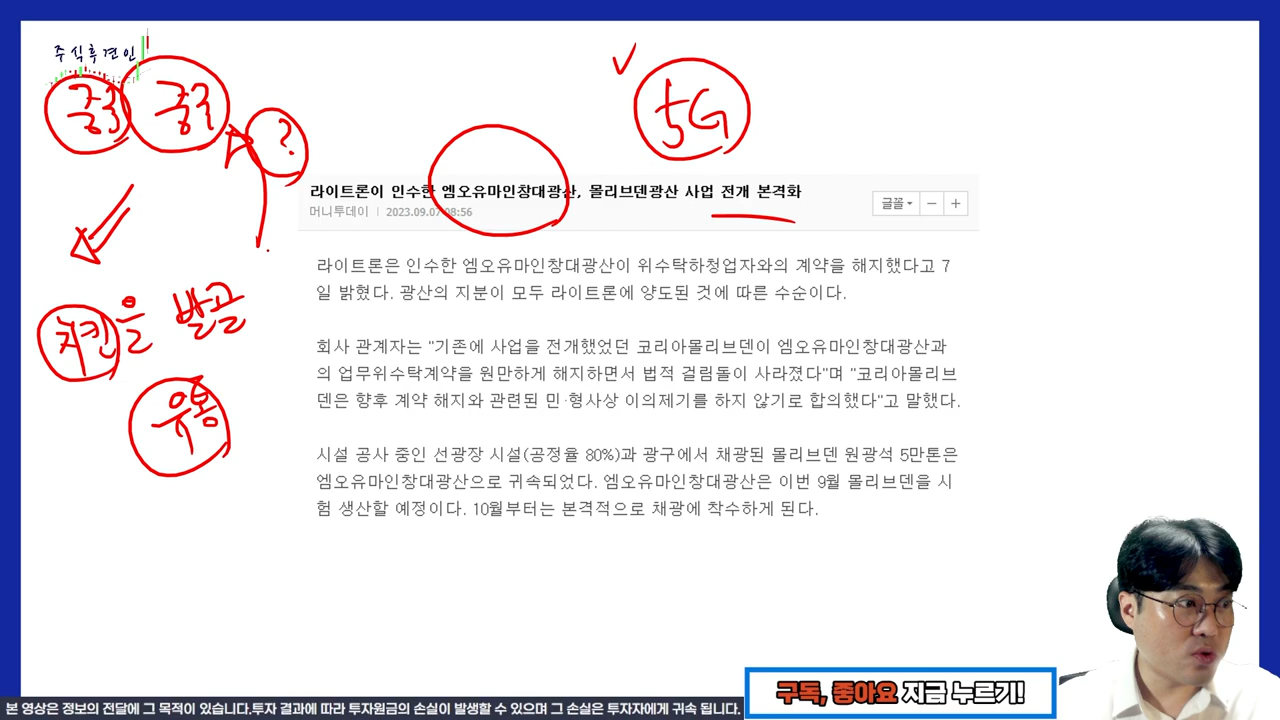 주식후견인
중국 중국 ?
5G
라이트론이 인수한 엠오유마인창대광산, 몰리브덴광산 사업 전개 본격화
머니투데이 | 2023.09.07 08:56
글꼴 - +
라이트론은 인수한 엠오유마인창대광산이 위수탁하청업자와의 계약을 해지했다고 7
일 밝혔다. 광산의 지분이 모두 라이트론에 양도된 것에 따른 수순이다.
회사 관계자는 "기존에 사업을 전개했었던 코리아몰리브덴이 엠오유마인창대광산과
의 업무위수탁계약을 원만하게 해지하면서 법적 걸림돌이 사라졌다"며 "코리아몰리브
덴은 향후 계약 해지와 관련된 민·형사상 이의제기를 하지 않기로 합의했다"고 말했다.
시설 공사 중인 선광장 시설(공정율 80%)과 광구에서 채광된 몰리브덴 원광석 5만톤은
엠오유마인창대광산으로 귀속되었다. 엠오유마인창대광산은 이번 9월 몰리브덴을 시
험 생산할 예정이다. 10월부터는 본격적으로 채광에 착수하게 된다.
치킨을 발골
유통
구독, 좋아요 지금 누르기!
본 영상은 정보의 전달에 그 목적이 있습니다.투자 결과에 따라 투자원금의 손실이 발생할 수 있으며 그 손실은 투자자에게 귀속 됩니다.